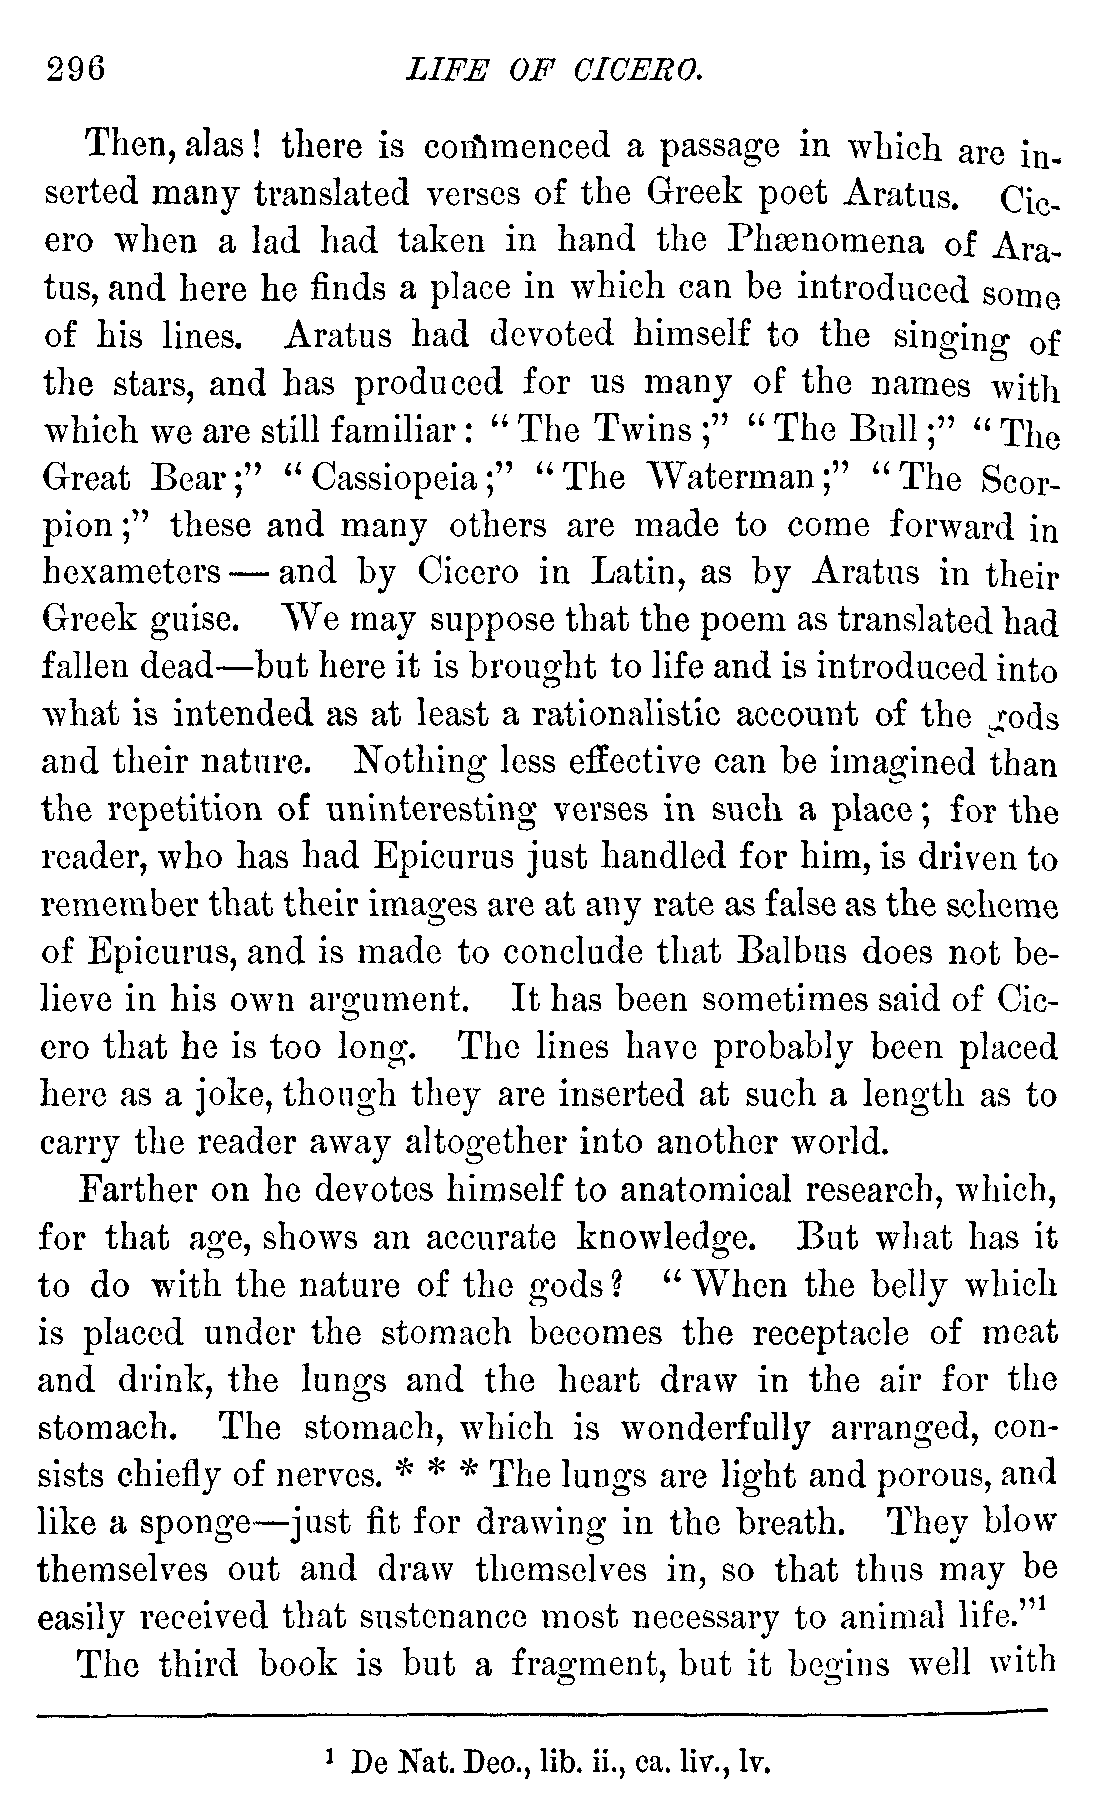 296 LIFE OF CICERO.
Then, alas! there is commenced a passage in which are in-
serted many translated verses of the Greek poet Aratus. Cic-
ero when a lad had taken in hand the Phænomena of Ara-
tus, and here he finds a place in which can be introduced some
of his lines. Aratus had devoted himself to the singing of
the stars, and has produced for us many of the names with
which we are still familiar: “The Twins;” “The Bull;” “The
Great Bear;” “Cassiopeia;” “The Waterman;” “The Scor-
pion;” these and many others are made to come forward in
hexameters — and by Cicero in Latin, as by Aratus in their
Greek guise. We may suppose that the poem as translated had
fallen dead—but here it is brought to life and is introduced into
what is intended as at least a rationalistic account of the gods
and their nature. Nothing less effective can be imagined than
the repetition of uninteresting verses in such a place; for the
reader, who has had Epicurus just handled for him, is driven to
remember that their images are at any rate as false as the scheme
of Epicurus, and is made to conclude that Balbus does not be-
lieve in his own argument. It has been sometimes said of Cic-
ero that he is too long. The lines have probably been placed
here as a joke, though they are inserted at such a length as to
carry the reader away altogether into another world.
Farther on he devotes himself to anatomical research, which,
for that age, shows an accurate knowledge. But what has it
to do with the nature of the gods? “When the belly which
is placed under the stomach becomes the receptacle of meat
and drink, the lungs and the heart draw in the air for the
stomach. The stomach, which is wonderfully arranged, con-
sists chiefly of nerves. * * * The lungs are light and porous, and
like a sponge—just fit for drawing in the breath. They blow
themselves out and draw themselves in, so that thus may be
easily received that sustenance most necessary to animal life.”¹
The third book is but a fragment, but it begins well with
¹ De Nat. Deo., lib. ii., ca. liv., lv.